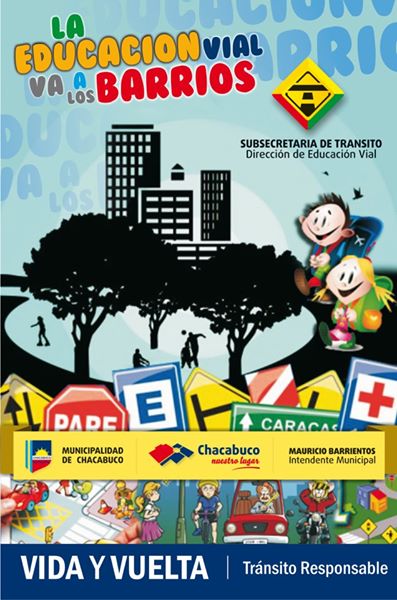 LA
EDUCACION VIAL
VA A LOS BARRIOS
SUBSECRETARIA DE TRANSITO
Dirección de Educación Vial
PARE
E
CARACAS
MUNICIPALIDAD
DE CHACABUCO
Chacabuco
nuestro lugar
MAURICIO BARRIENTOS
Intendente Municipal
VIDA Y VUELTA | Tránsito Responsable